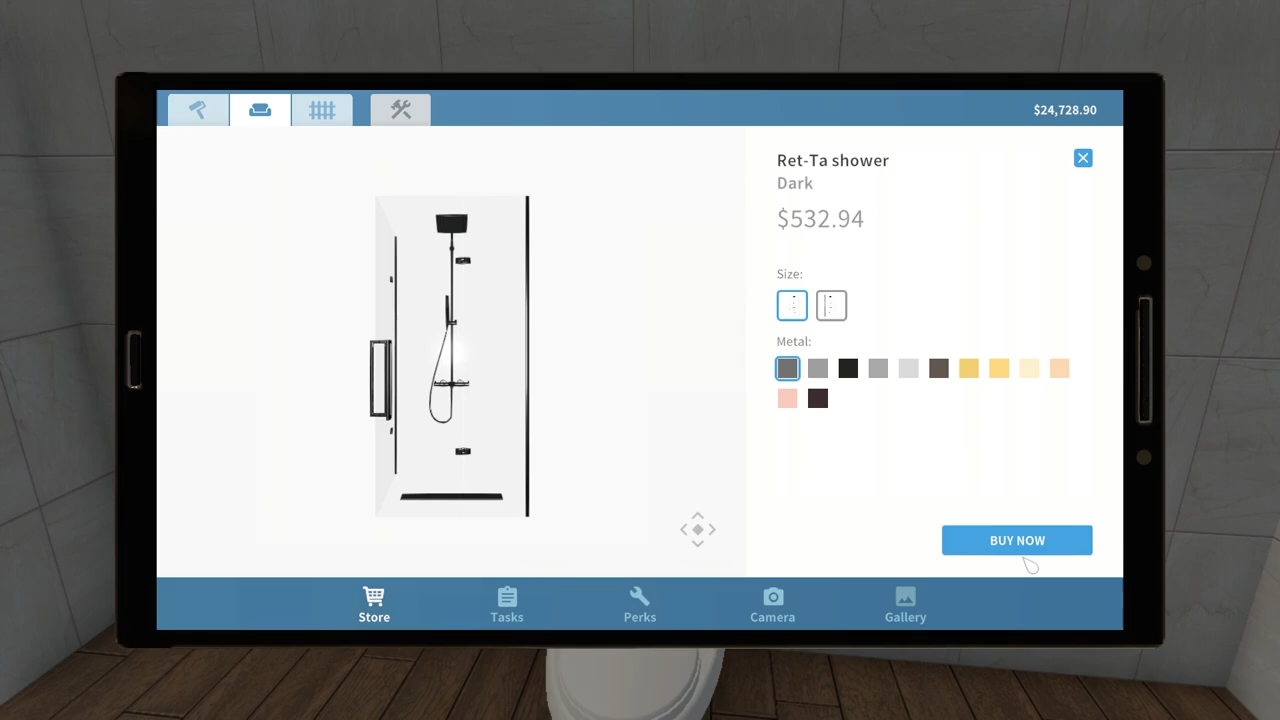 $24,728.90
Ret-Ta shower
Dark
$532.94
Size:
Metal:
BUY NOW
Store
Tasks
Perks
Camera
Gallery